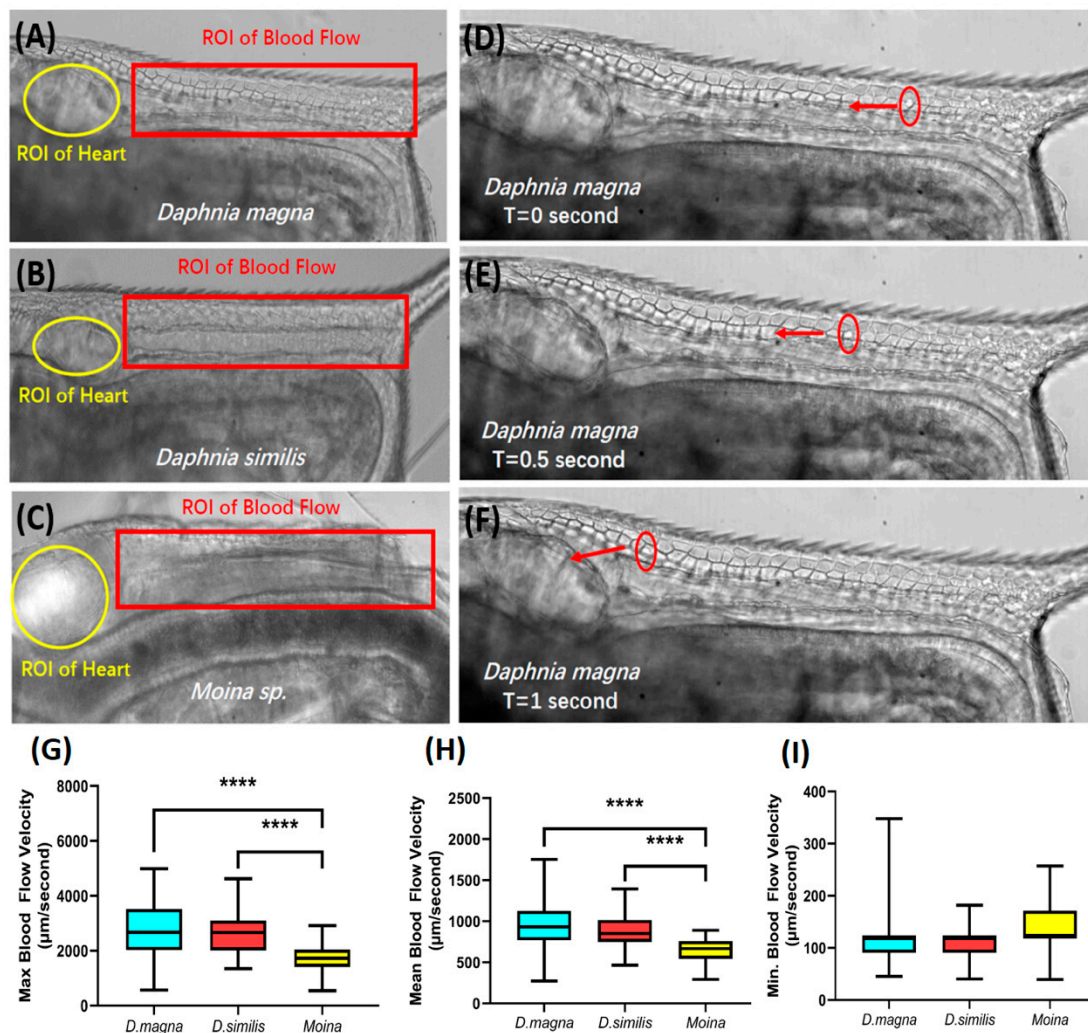 (A)
ROI of Blood Flow
ROI of Heart
Daphnia magna
(B)
ROI of Blood Flow
ROI of Heart
Daphnia similis
(C)
ROI of Blood Flow
ROI of Heart
Moina sp.
(D)
Daphnia magna
T=0 second
(E)
Daphnia magna
T=0.5 second
(F)
Daphnia magna
T=1 second
(G)
Max Blood Flow Velocity
(µm/second)
8000
6000
4000
2000
0
****
****
D.magna D.similis Moina
(H)
Mean Blood Flow Velocity
(µm/second)
2500
2000
1500
1000
500
0
****
****
D.magna D.similis Moina
(I)
Min. Blood Flow Velocity
(µm/second)
400
300
200
100
0
D.magna D.similis Moina